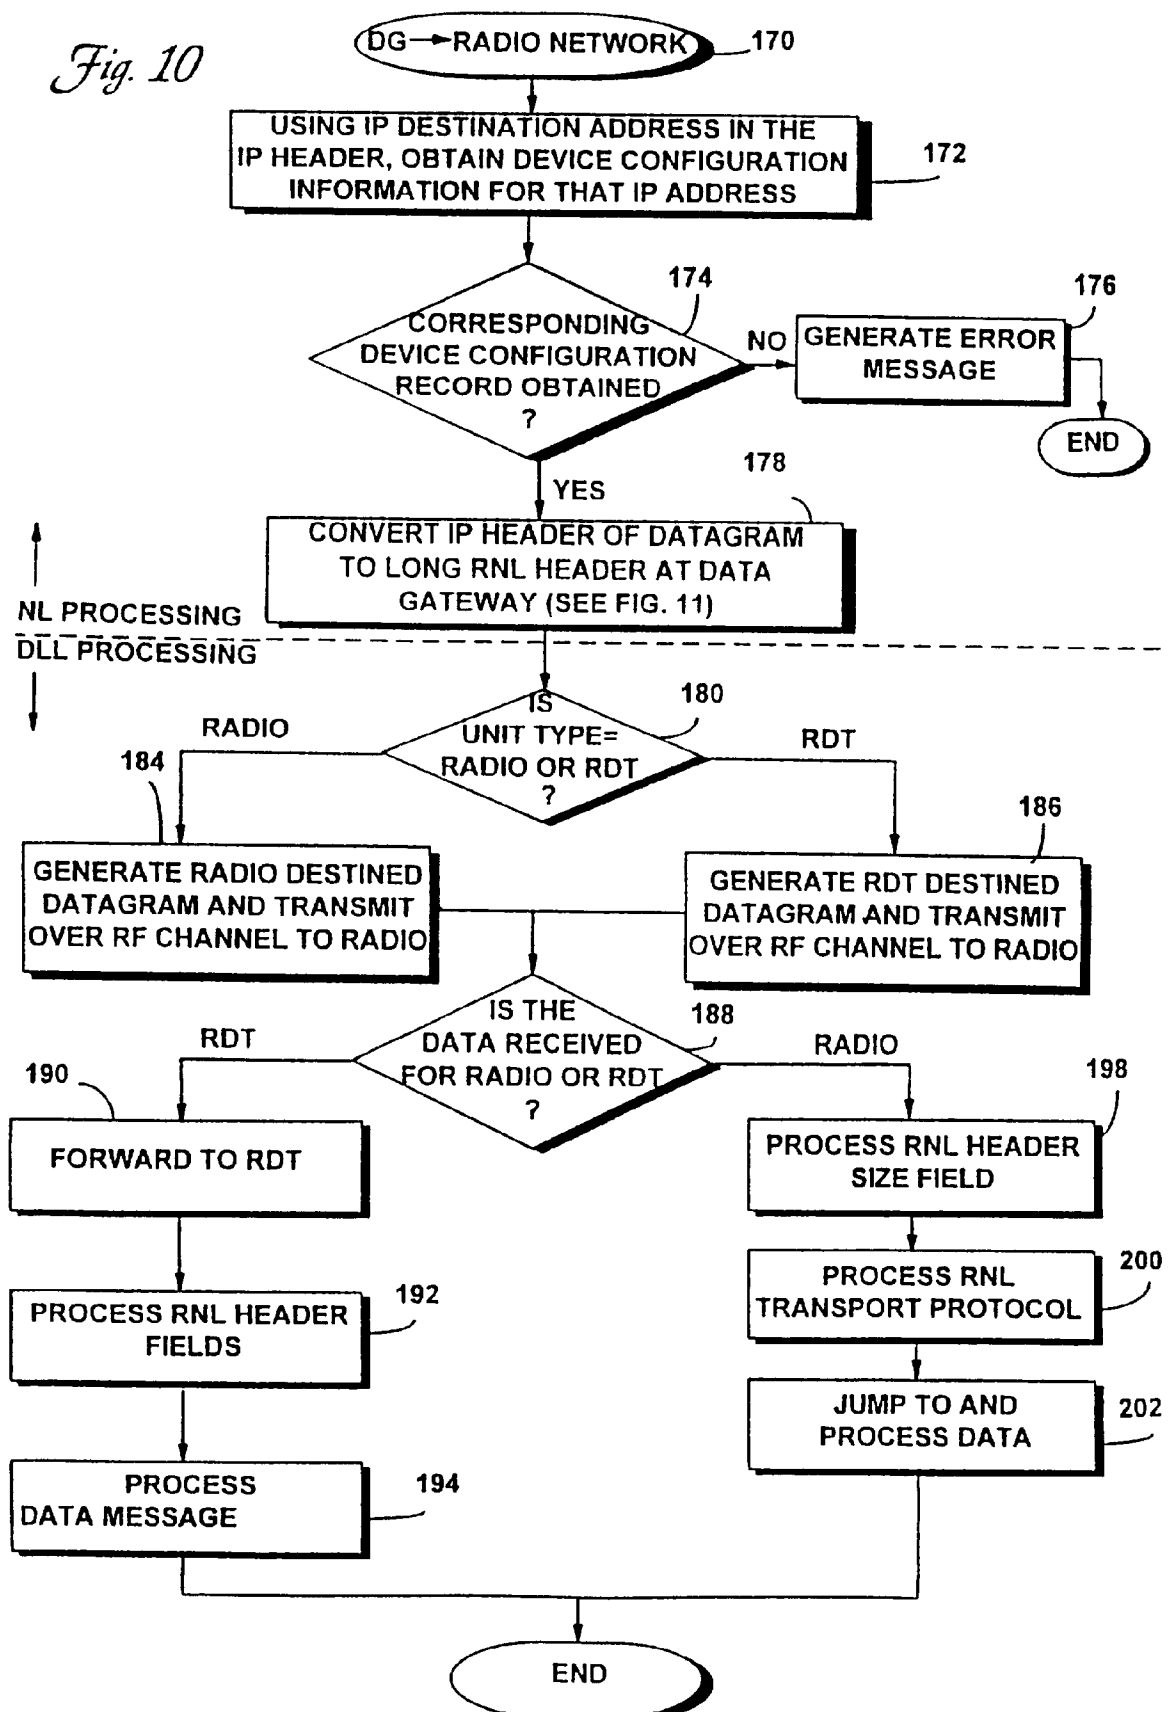 Fig. 10
DG→RADIO NETWORK
170
USING IP DESTINATION ADDRESS IN THE
IP HEADER, OBTAIN DEVICE CONFIGURATION
INFORMATION FOR THAT IP ADDRESS
172
174
CORRESPONDING
DEVICE CONFIGURATION
RECORD OBTAINED
?
NO
176
GENERATE ERROR
MESSAGE
END
YES
178
CONVERT IP HEADER OF DATAGRAM
TO LONG RNL HEADER AT DATA
GATEWAY (SEE FIG. 11)
NL PROCESSING
DLL PROCESSING
180
IS
UNIT TYPE=
RADIO OR RDT
?
RADIO
RDT
184
GENERATE RADIO DESTINED
DATAGRAM AND TRANSMIT
OVER RF CHANNEL TO RADIO
186
GENERATE RDT DESTINED
DATAGRAM AND TRANSMIT
OVER RF CHANNEL TO RADIO
188
IS THE
DATA RECEIVED
FOR RADIO OR RDT
?
RDT
RADIO
190
FORWARD TO RDT
198
PROCESS RNL HEADER
SIZE FIELD
192
PROCESS RNL HEADER
FIELDS
200
PROCESS RNL
TRANSPORT PROTOCOL
194
PROCESS
DATA MESSAGE
202
JUMP TO AND
PROCESS DATA
END